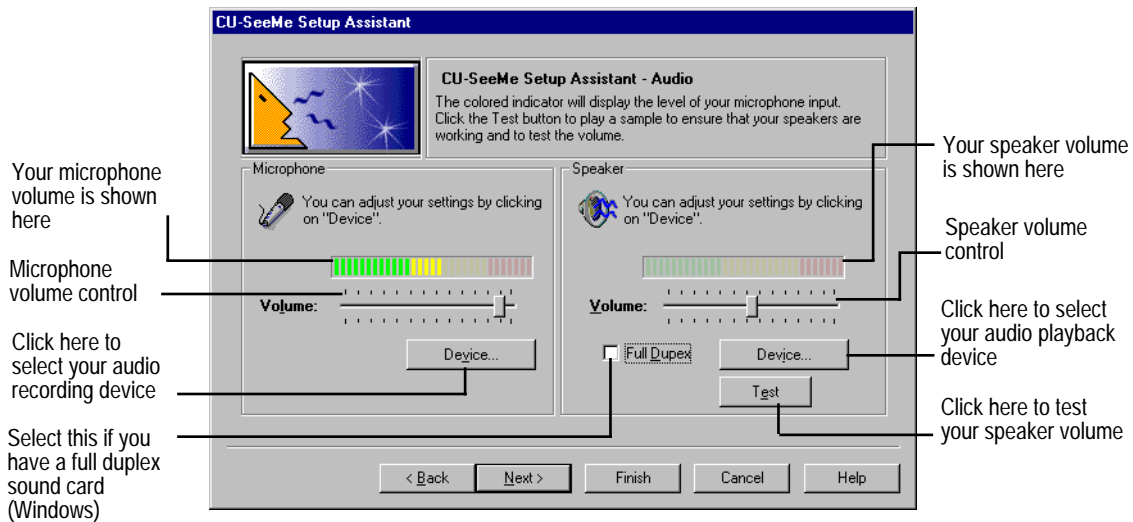 CU-SeeMe Setup Assistant
CU-SeeMe Setup Assistant - Audio
The colored indicator will display the level of your microphone input.
Click the Test button to play a sample to ensure that your speakers are
working and to test the volume.
Microphone
You can adjust your settings by clicking
on "Device".
Volume:
Device...
Speaker
You can adjust your settings by clicking
on "Device".
Volume:
Full Dupex
Device...
Test
< Back
Next >
Finish
Cancel
Help
Your microphone
volume is shown
here
Microphone
volume control
Click here to
select your audio
recording device
Select this if you
have a full duplex
sound card
(Windows)
Your speaker volume
is shown here
Speaker volume
control
Click here to select
your audio playback
device
Click here to test
your speaker volume